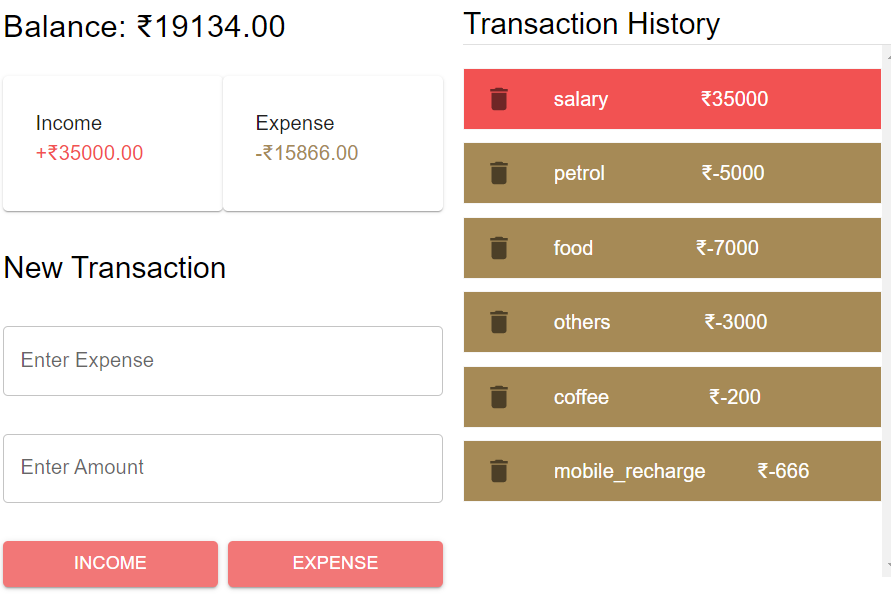 Balance: ₹19134.00
Income
+₹35000.00
Expense
-₹15866.00
New Transaction
Enter Expense
Enter Amount
INCOME
EXPENSE
Transaction History
salary ₹35000
petrol ₹-5000
food ₹-7000
others ₹-3000
coffee ₹-200
mobile_recharge ₹-666